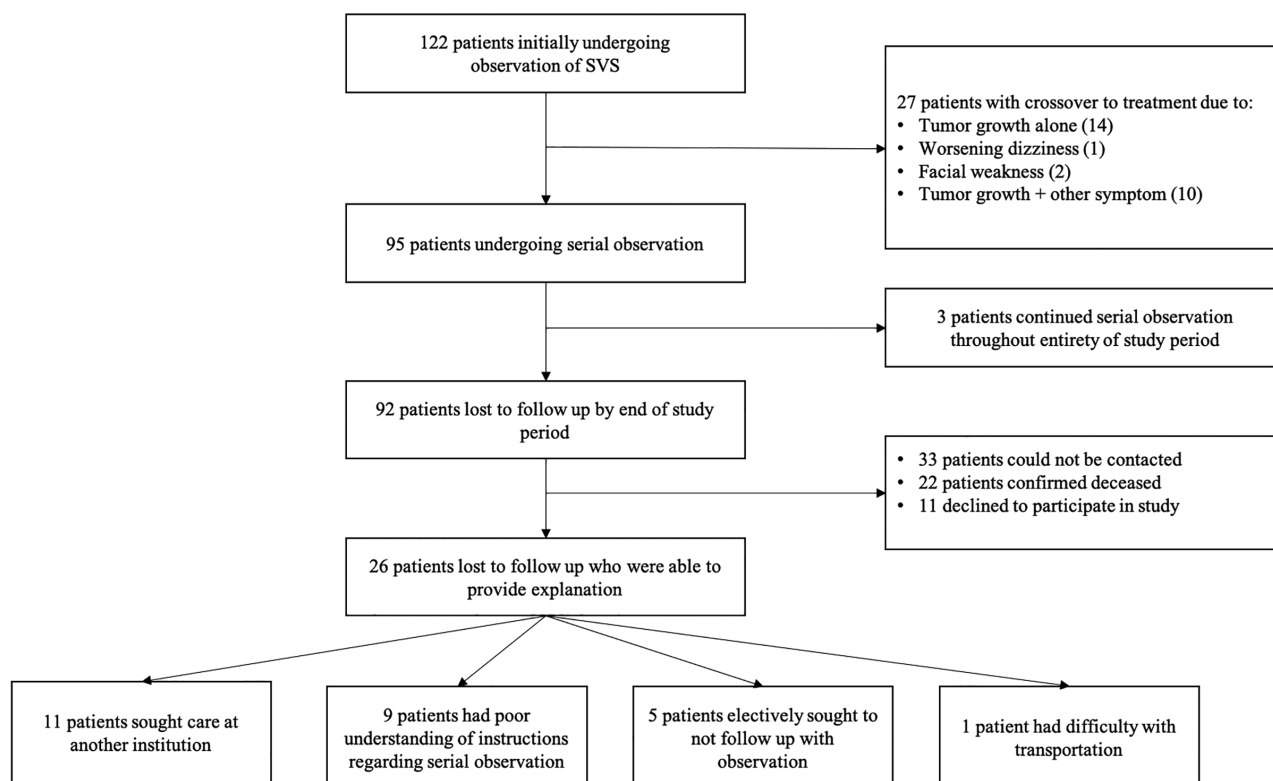 122 patients initially undergoing
observation of SVS
27 patients with crossover to treatment due to:
• Tumor growth alone (14)
• Worsening dizziness (1)
• Facial weakness (2)
• Tumor growth + other symptom (10)
95 patients undergoing serial observation
3 patients continued serial observation
throughout entirety of study period
92 patients lost to follow up by end of study
period
• 33 patients could not be contacted
• 22 patients confirmed deceased
• 11 declined to participate in study
26 patients lost to follow up who were able to
provide explanation
11 patients sought care at
another institution
9 patients had poor
understanding of instructions
regarding serial observation
5 patients electively sought to
not follow up with
observation
1 patient had difficulty with
transportation